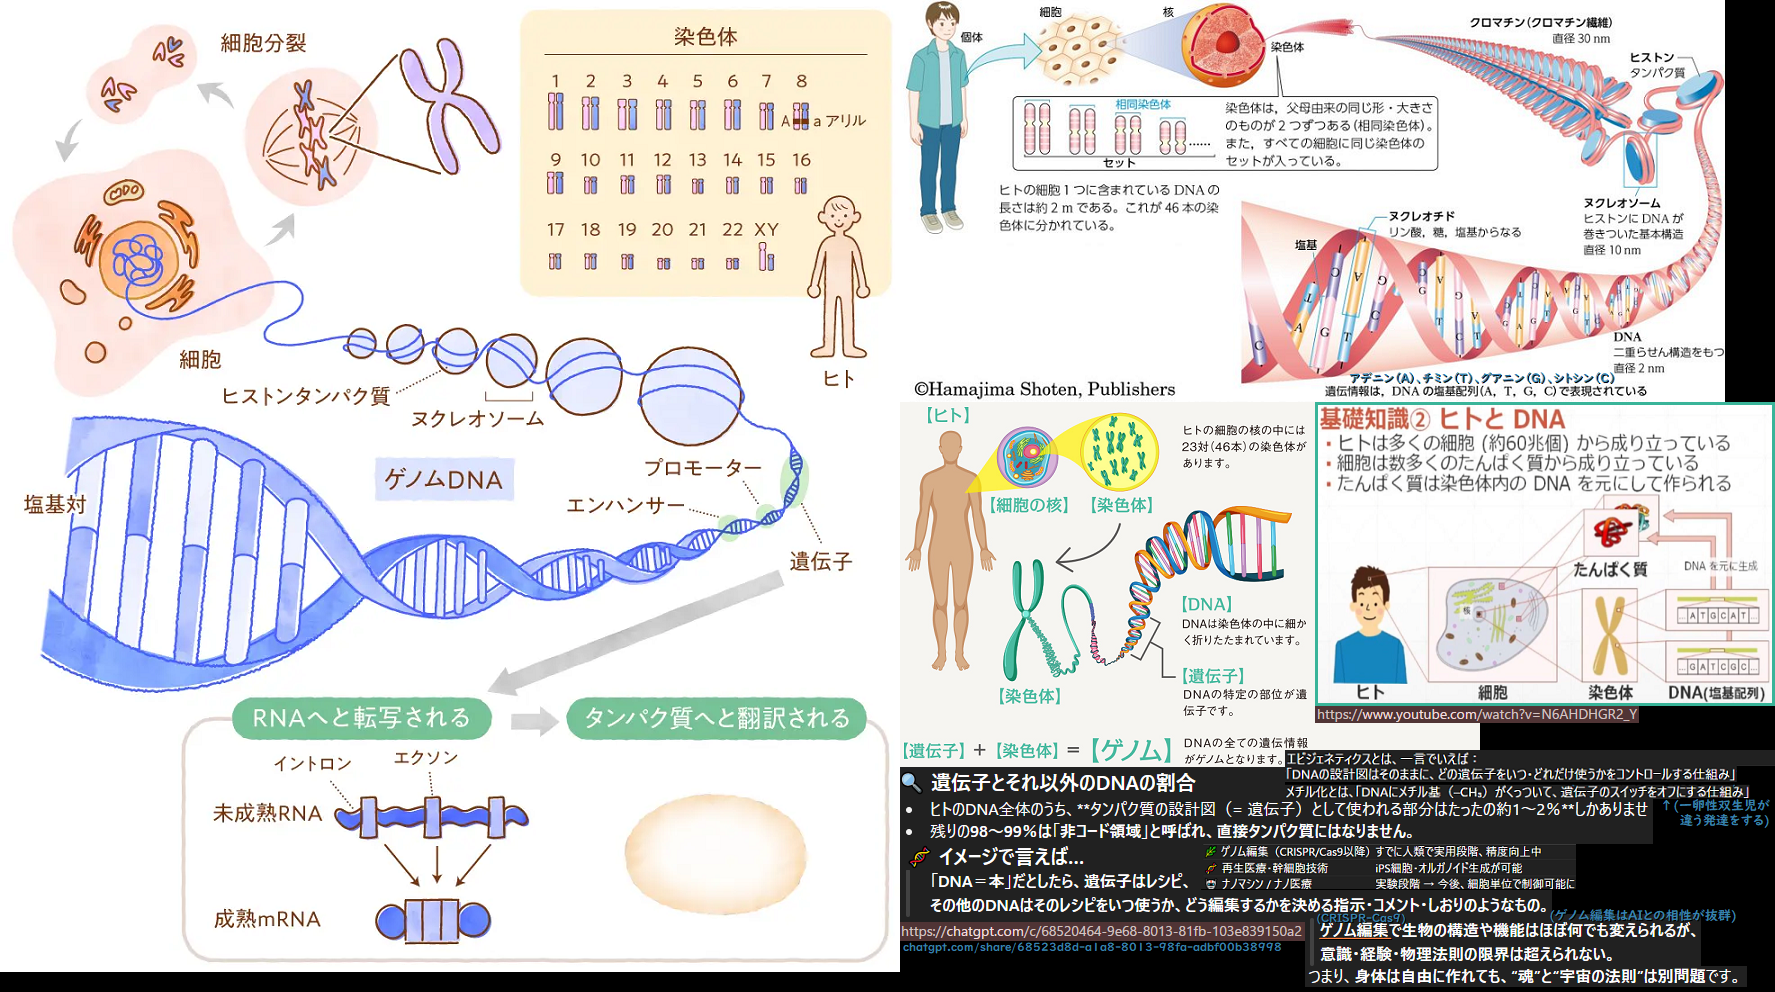 細胞分裂
染色体
1 2 3 4 5 6 7 8
A a アリル
9 10 11 12 13 14 15 16
17 18 19 20 21 22 XY
ヒト
細胞
ヒストンタンパク質
ヌクレオソーム
ゲノムDNA
塩基対
プロモーター
エンハンサー
遺伝子
RNAへと転写される
タンパク質へと翻訳される
イントロン
エクソン
未成熟RNA
成熟mRNA
個体
細胞
核
染色体
クロマチン(クロマチン繊維)
直径 30 nm
ヒストン
タンパク質
相同染色体
セット
染色体は,父母由来の同じ形・大きさ
のものが2つずつある(相同染色体)。
また,すべての細胞に同じ染色体の
セットが入っている。
ヒトの細胞1つに含まれているDNAの
長さは約2mである。これが46本の染
色体に分かれている。
ヌクレオソーム
ヒストンにDNAが
巻きついた基本構造
直径 10 nm
ヌクレオチド
リン酸,糖,塩基からなる
塩基
DNA
二重らせん構造をもつ
直径 2 nm
アデニン(A)、チミン(T)、グアニン(G)、シトシン(C)
遺伝情報は,DNAの塩基配列(A, T, G, C)で表現されている
©Hamajima Shoten, Publishers
【ヒト】
ヒトの細胞の核の中には
23対(46本)の染色体が
あります。
【細胞の核】
【染色体】
【DNA】
DNAは染色体の中に細か
く折りたたまれています。
【遺伝子】
DNAの特定の部位が遺
伝子です。
【染色体】
【遺伝子】+【染色体】=【ゲノム】
DNAの全ての遺伝情報
がゲノムとなります。
基礎知識② ヒトと DNA
・ヒトは多くの細胞 (約60兆個) から成り立っている
・細胞は数多くのたんぱく質から成り立っている
・たんぱく質は染色体内の DNA を元にして作られる
たんぱく質
DNA を元に生成
核
...ATGCAT...
...GATCGC...
ヒト
細胞
染色体
DNA(塩基配列)
https://www.youtube.com/watch?v=N6AHDHGR2_Y
エピジェネティクスとは、一言でいえば：
「DNAの設計図はそのままに、どの遺伝子をいつ・どれだけ使うかをコントロールする仕組み」
メチル化とは、「DNAにメチル基（–CH₃）がくっついて、遺伝子のスイッチをオフにする仕組み」
↑(一卵性双生児が
違う発達をする)
🔍 遺伝子とそれ以外のDNAの割合
• ヒトのDNA全体のうち、**タンパク質の設計図（= 遺伝子）として使われる部分はたったの約1〜2%**しかありませ
• 残りの98〜99%は「非コード領域」と呼ばれ、直接タンパク質にはなりません。
🧬 イメージで言えば…
「DNA＝本」だとしたら、遺伝子はレシピ、
その他のDNAはそのレシピをいつ使うか、どう編集するかを決める指示・コメント・しおりのようなもの。
ゲノム編集（CRISPR/Cas9以降）すでに人類で実用段階、精度向上中
再生医療・幹細胞技術 iPS細胞・オルガノイド生成が可能
ナノマシン / ナノ医療 実験段階 → 今後、細胞単位で制御可能に
https://chatgpt.com/c/68520464-9e68-8013-81fb-103e839150a2
chatgpt.com/share/68523d8d-a1a8-8013-98fa-adbf00b38998
(CRISPR-Cas9)
(ゲノム編集はAIとの相性が抜群)
ゲノム編集で生物の構造や機能はほぼ何でも変えられるが、
意識・経験・物理法則の限界は超えられない。
つまり、身体は自由に作れても、“魂”と“宇宙の法則”は別問題です。